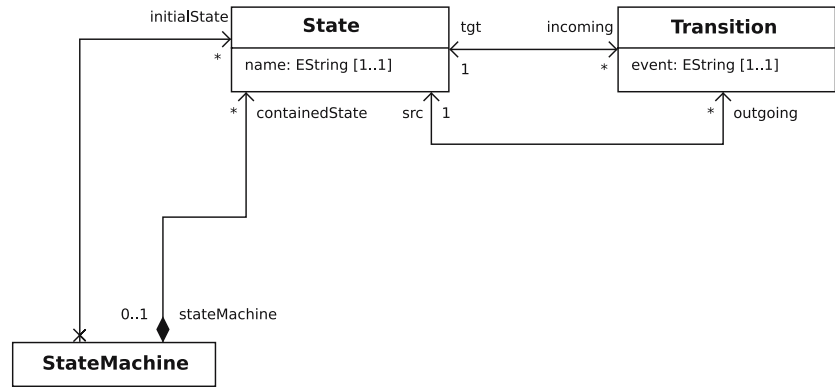 initialState
*
State
name: EString [1..1]
tgt
1
incoming
*
Transition
event: EString [1..1]
* containedState
src 1
* outgoing
0..1 stateMachine
StateMachine